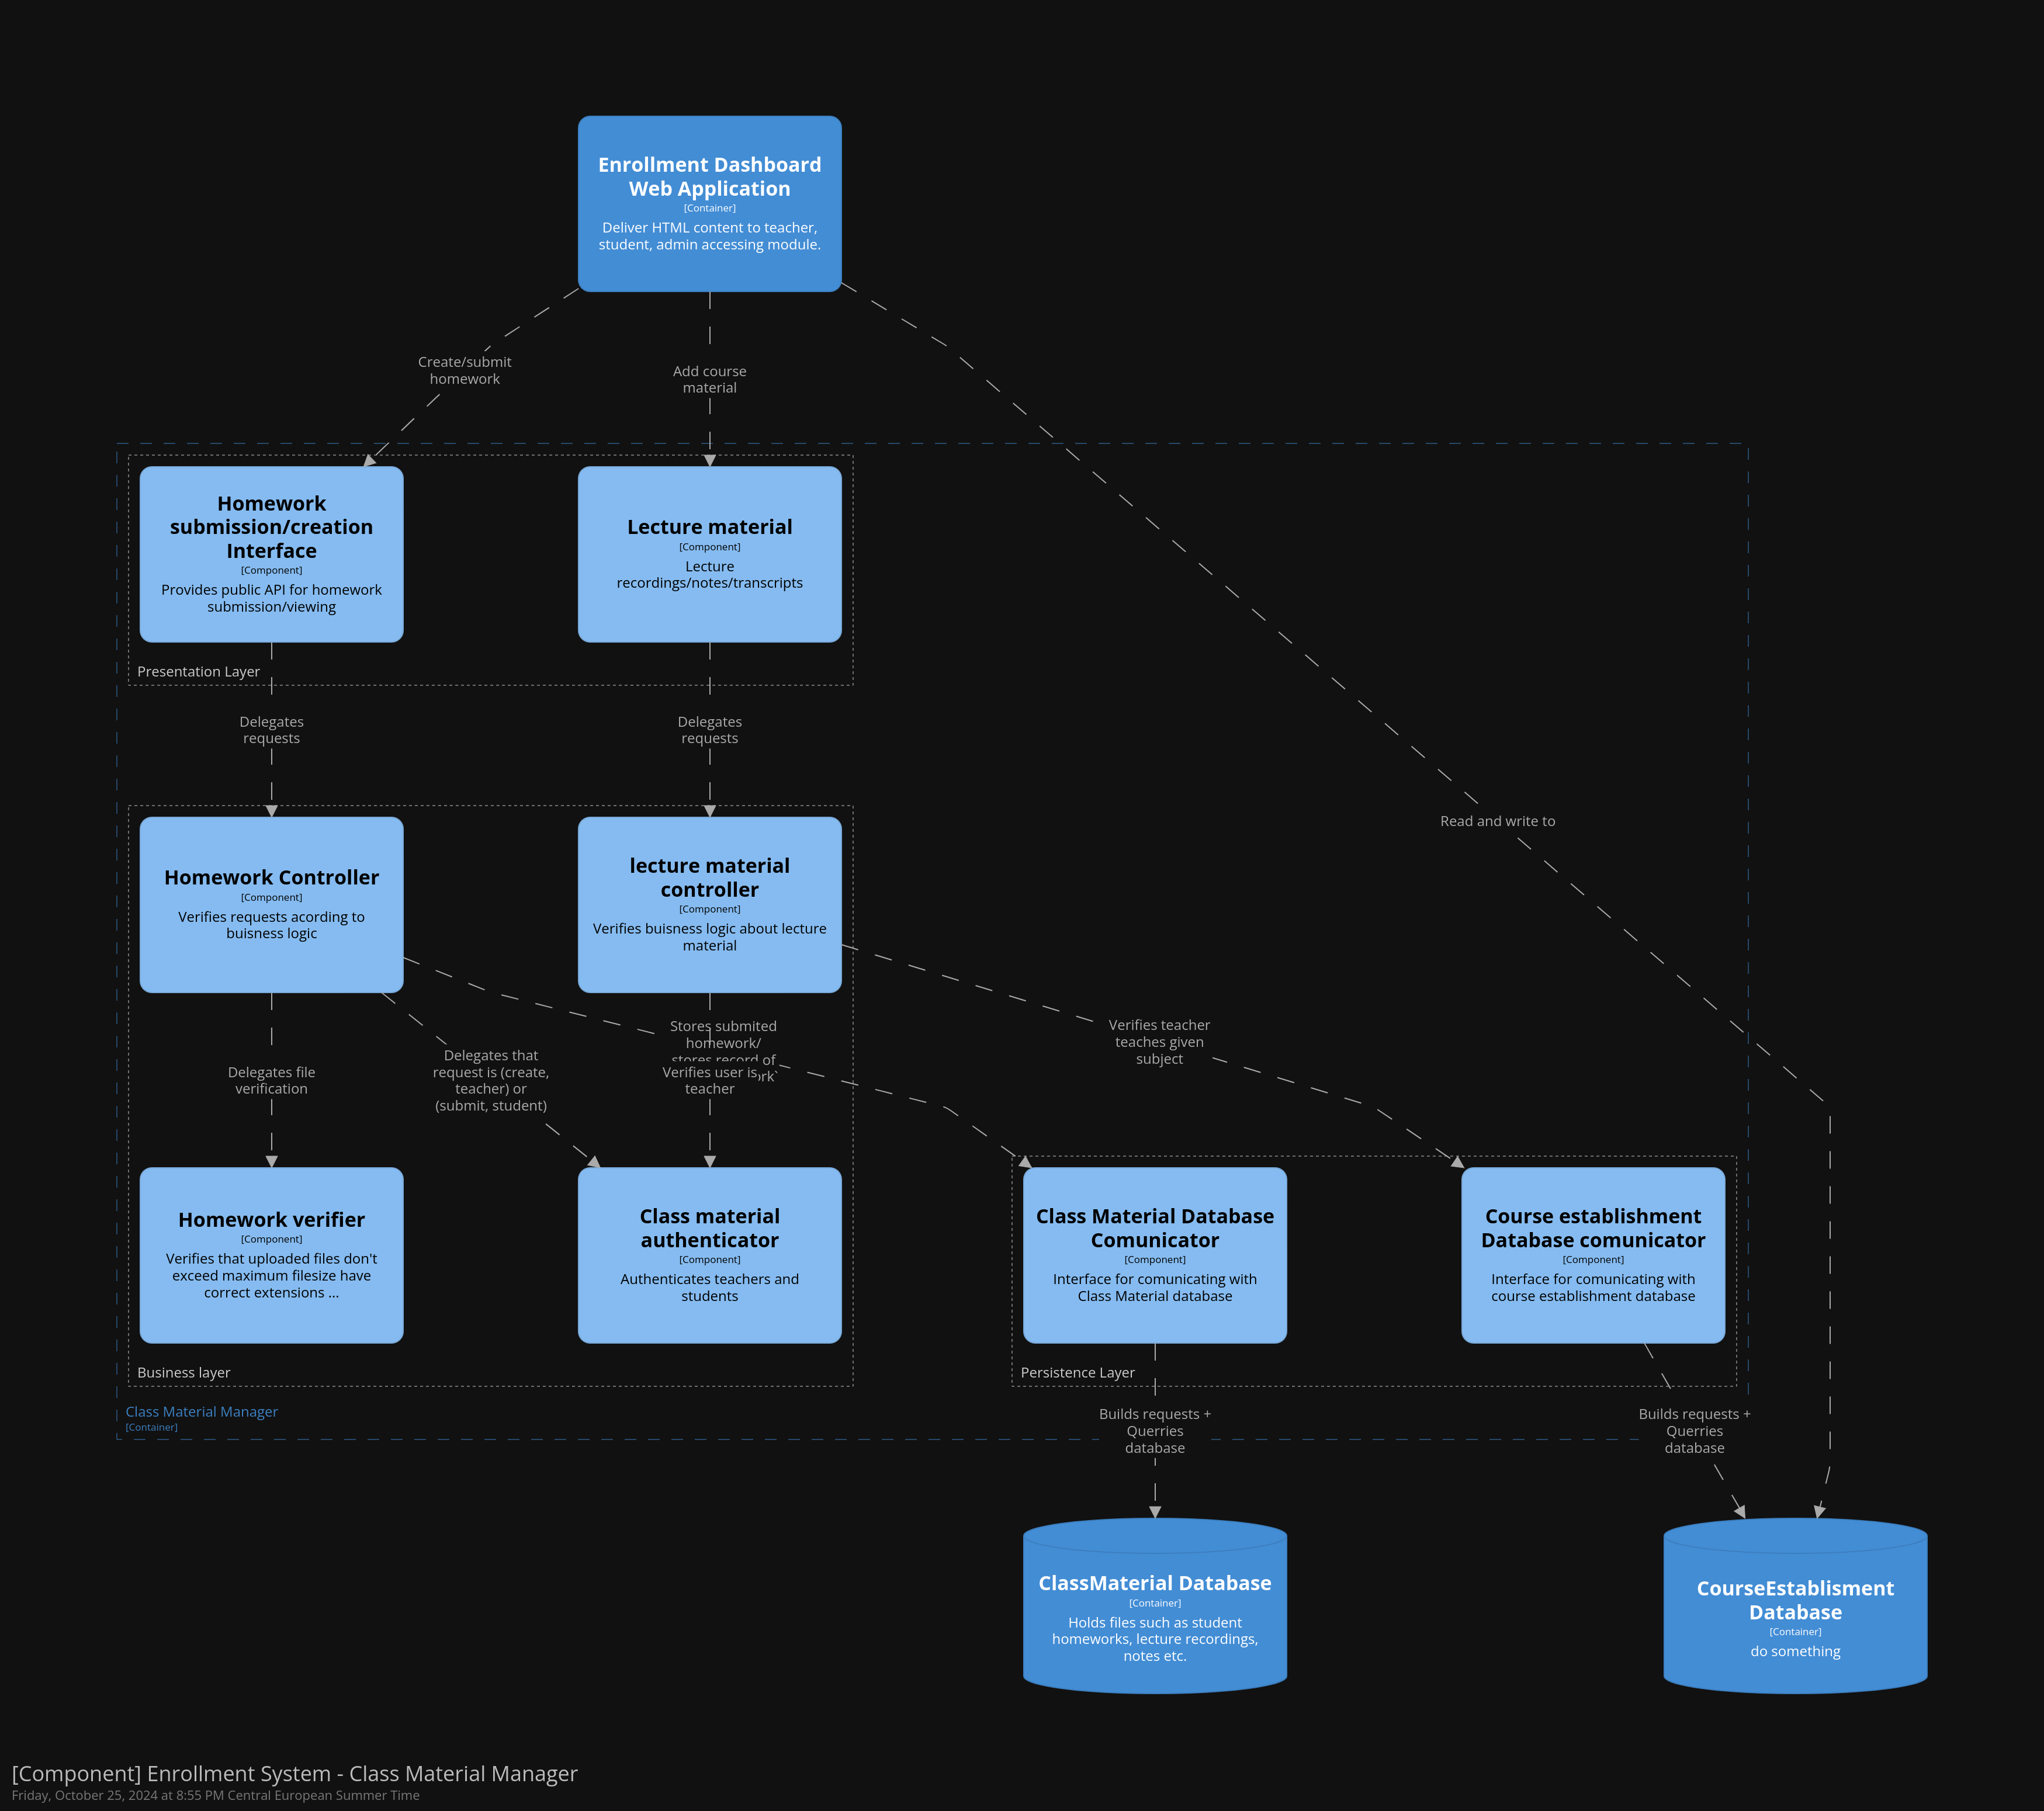 Enrollment Dashboard
Web Application
[Container]
Deliver HTML content to teacher,
student, admin accessing module.
Create/submit
homework
Add course
material
Homework
submission/creation
Interface
[Component]
Provides public API for homework
submission/viewing
Lecture material
[Component]
Lecture
recordings/notes/transcripts
Presentation Layer
Delegates
requests
Delegates
requests
Read and write to
Homework Controller
[Component]
Verifies requests acording to
buisness logic
lecture material
controller
[Component]
Verifies buisness logic about lecture
material
Delegates file
verification
Delegates that
request is (create,
teacher) or
(submit, student)
Stores submited
homework/
stores record of
Verifies user is
teacher
Verifies teacher
teaches given
subject
Homework verifier
[Component]
Verifies that uploaded files don't
exceed maximum filesize have
correct extensions ...
Class material
authenticator
[Component]
Authenticates teachers and
students
Business layer
Class Material Database
Comunicator
[Component]
Interface for comunicating with
Class Material database
Course establishment
Database comunicator
[Component]
Interface for comunicating with
course establishment database
Persistence Layer
Class Material Manager
[Container]
Builds requests +
Querries
database
Builds requests +
Querries
database
ClassMaterial Database
[Container]
Holds files such as student
homeworks, lecture recordings,
notes etc.
CourseEstablisment
Database
[Container]
do something
[Component] Enrollment System - Class Material Manager
Friday, October 25, 2024 at 8:55 PM Central European Summer Time